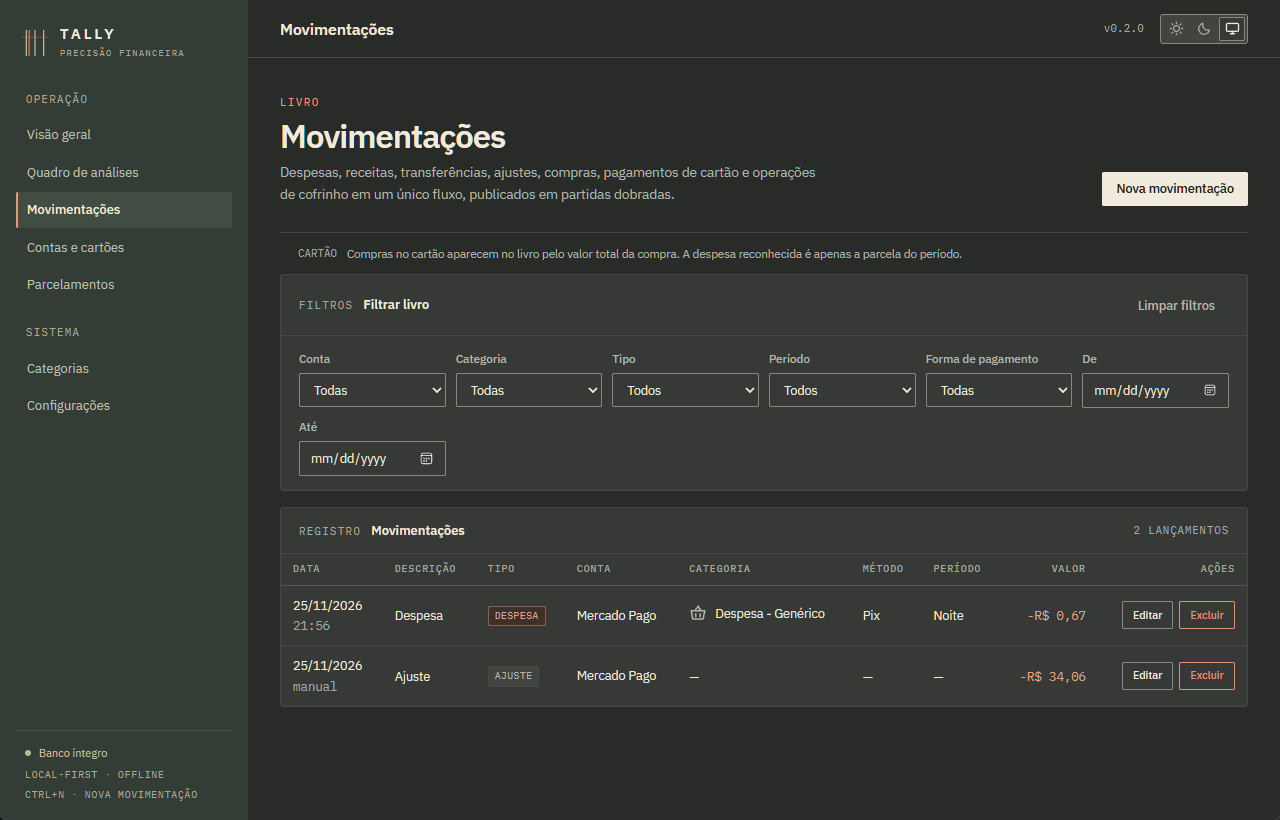 TALLY
PRECISÃO FINANCEIRA
OPERAÇÃO
Visão geral
Quadro de análises
Movimentações
Contas e cartões
Parcelamentos
SISTEMA
Categorias
Configurações
Banco íntegro
LOCAL-FIRST · OFFLINE
CTRL+N · NOVA MOVIMENTAÇÃO
Movimentações
v0.2.0
LIVRO
Movimentações
Despesas, receitas, transferências, ajustes, compras, pagamentos de cartão e operações
de cofrinho em um único fluxo, publicados em partidas dobradas.
Nova movimentação
CARTÃO Compras no cartão aparecem no livro pelo valor total da compra. A despesa reconhecida é apenas a parcela do período.
FILTROS Filtrar livro Limpar filtros
Conta Categoria Tipo Período Forma de pagamento De
Todas Todas Todos Todos Todas mm/dd/yyyy
Até
mm/dd/yyyy
REGISTRO Movimentações 2 LANÇAMENTOS
DATA DESCRIÇÃO TIPO CONTA CATEGORIA MÉTODO PERÍODO VALOR AÇÕES
25/11/2026
21:56 Despesa DESPESA Mercado Pago Despesa - Genérico Pix Noite -R$ 0,67 Editar Excluir
25/11/2026
manual Ajuste AJUSTE Mercado Pago — — — -R$ 34,06 Editar Excluir